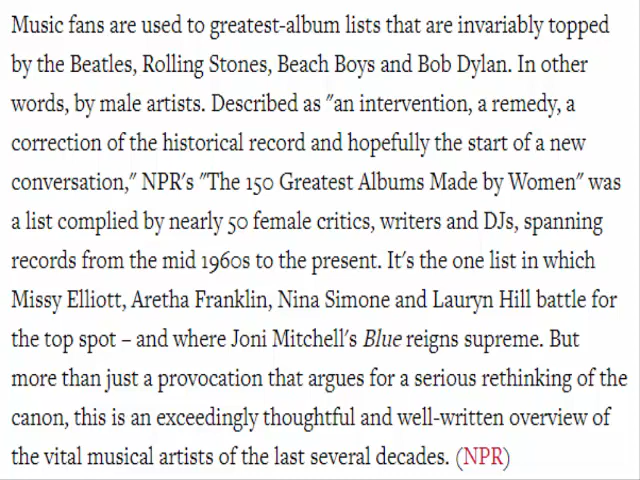 Music fans are used to greatest-album lists that are invariably topped
by the Beatles, Rolling Stones, Beach Boys and Bob Dylan. In other
words, by male artists. Described as "an intervention, a remedy, a
correction of the historical record and hopefully the start of a new
conversation," NPR's "The 150 Greatest Albums Made by Women" was
a list complied by nearly 50 female critics, writers and DJs, spanning
records from the mid 1960s to the present. It's the one list in which
Missy Elliott, Aretha Franklin, Nina Simone and Lauryn Hill battle for
the top spot – and where Joni Mitchell's Blue reigns supreme. But
more than just a provocation that argues for a serious rethinking of the
canon, this is an exceedingly thoughtful and well-written overview of
the vital musical artists of the last several decades. (NPR)